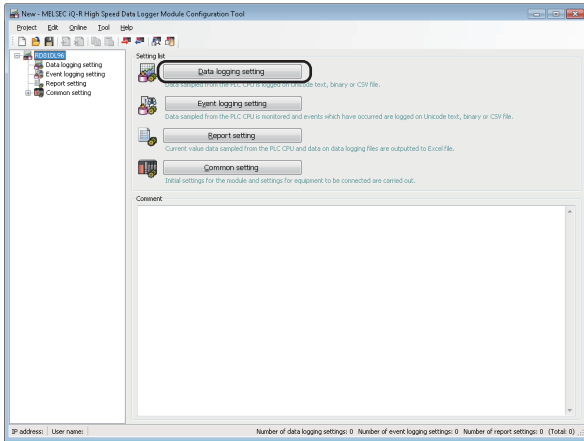 New - MELSEC iQ-R High Speed Data Logger Module Configuration Tool
Project Edit Online Tool Help
RD81DL96
Data logging setting
Event logging setting
Report setting
Common setting
Setting list
Data logging setting
Data sampled from the PLC CPU is logged on Unicode text, binary or CSV file.
Event logging setting
Data sampled from the PLC CPU is monitored and events which have occurred are logged on Unicode text, binary or CSV file.
Report setting
Current value data sampled from the PLC CPU and data on data logging files are outputted to Excel file.
Common setting
Initial settings for the module and settings for equipment to be connected are carried out.
Comment
IP address: User name: Number of data logging settings: 0 Number of event logging settings: 0 Number of report settings: 0 (Total: 0)